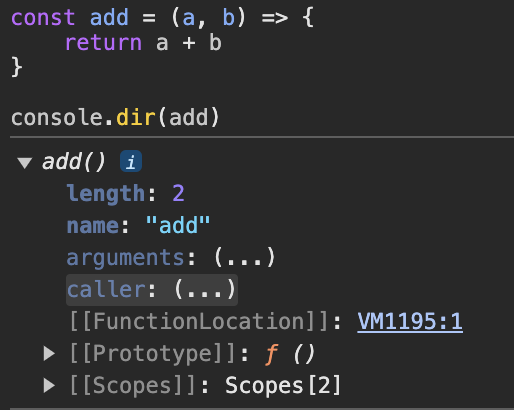 const add = (a, b) => {
    return a + b
}
console.dir(add)
▼ add() i
length: 2
name: "add"
arguments: (...)
caller: (...)
[[FunctionLocation]]: VM1195:1
▶ [[Prototype]]: ƒ ()
▶ [[Scopes]]: Scopes[2]